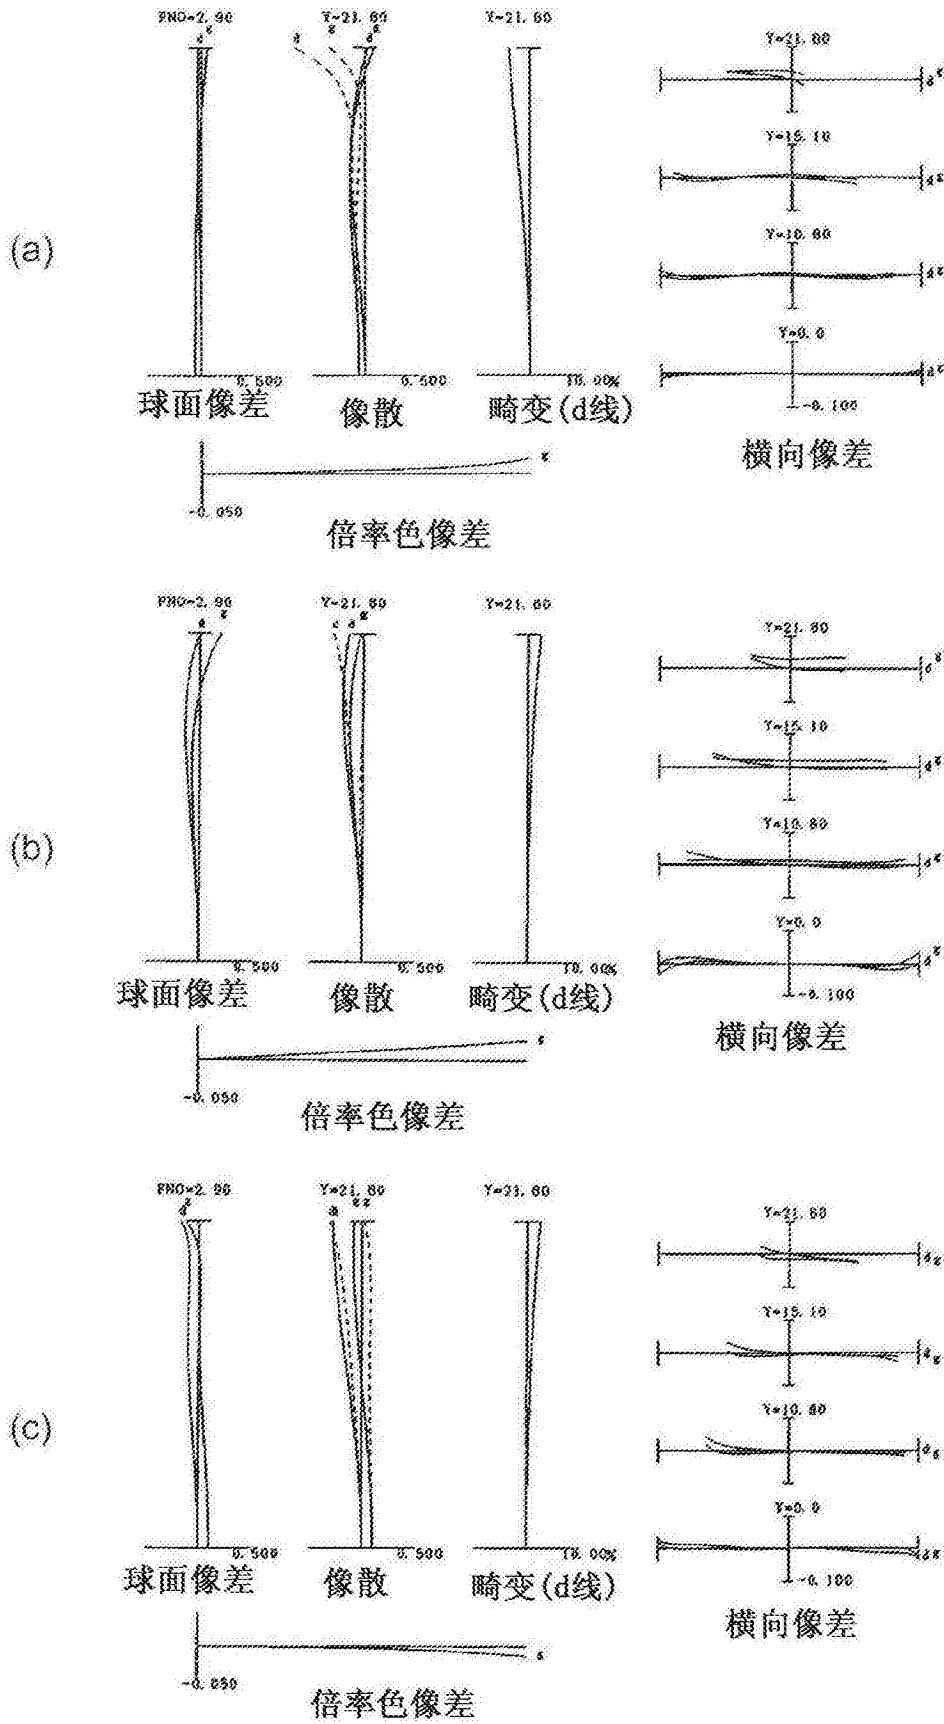 (a)
FNO=2.90
Y=21.60
Y=21.60
0.500
0.500
10.00%
球面像差
像散
畸变(d线)
-0.050
倍率色像差
Y=21.60
Y=15.10
Y=10.80
Y=0.0
-0.100
横向像差
(b)
FNO=2.90
Y=21.60
Y=21.60
0.500
0.500
10.00%
球面像差
像散
畸变(d线)
-0.050
倍率色像差
Y=21.60
Y=15.10
Y=10.80
Y=0.0
-0.100
横向像差
(c)
FNO=2.90
Y=21.60
Y=21.60
0.500
0.500
10.00%
球面像差
像散
畸变(d线)
-0.050
倍率色像差
Y=21.60
Y=15.10
Y=10.80
Y=0.0
-0.100
横向像差